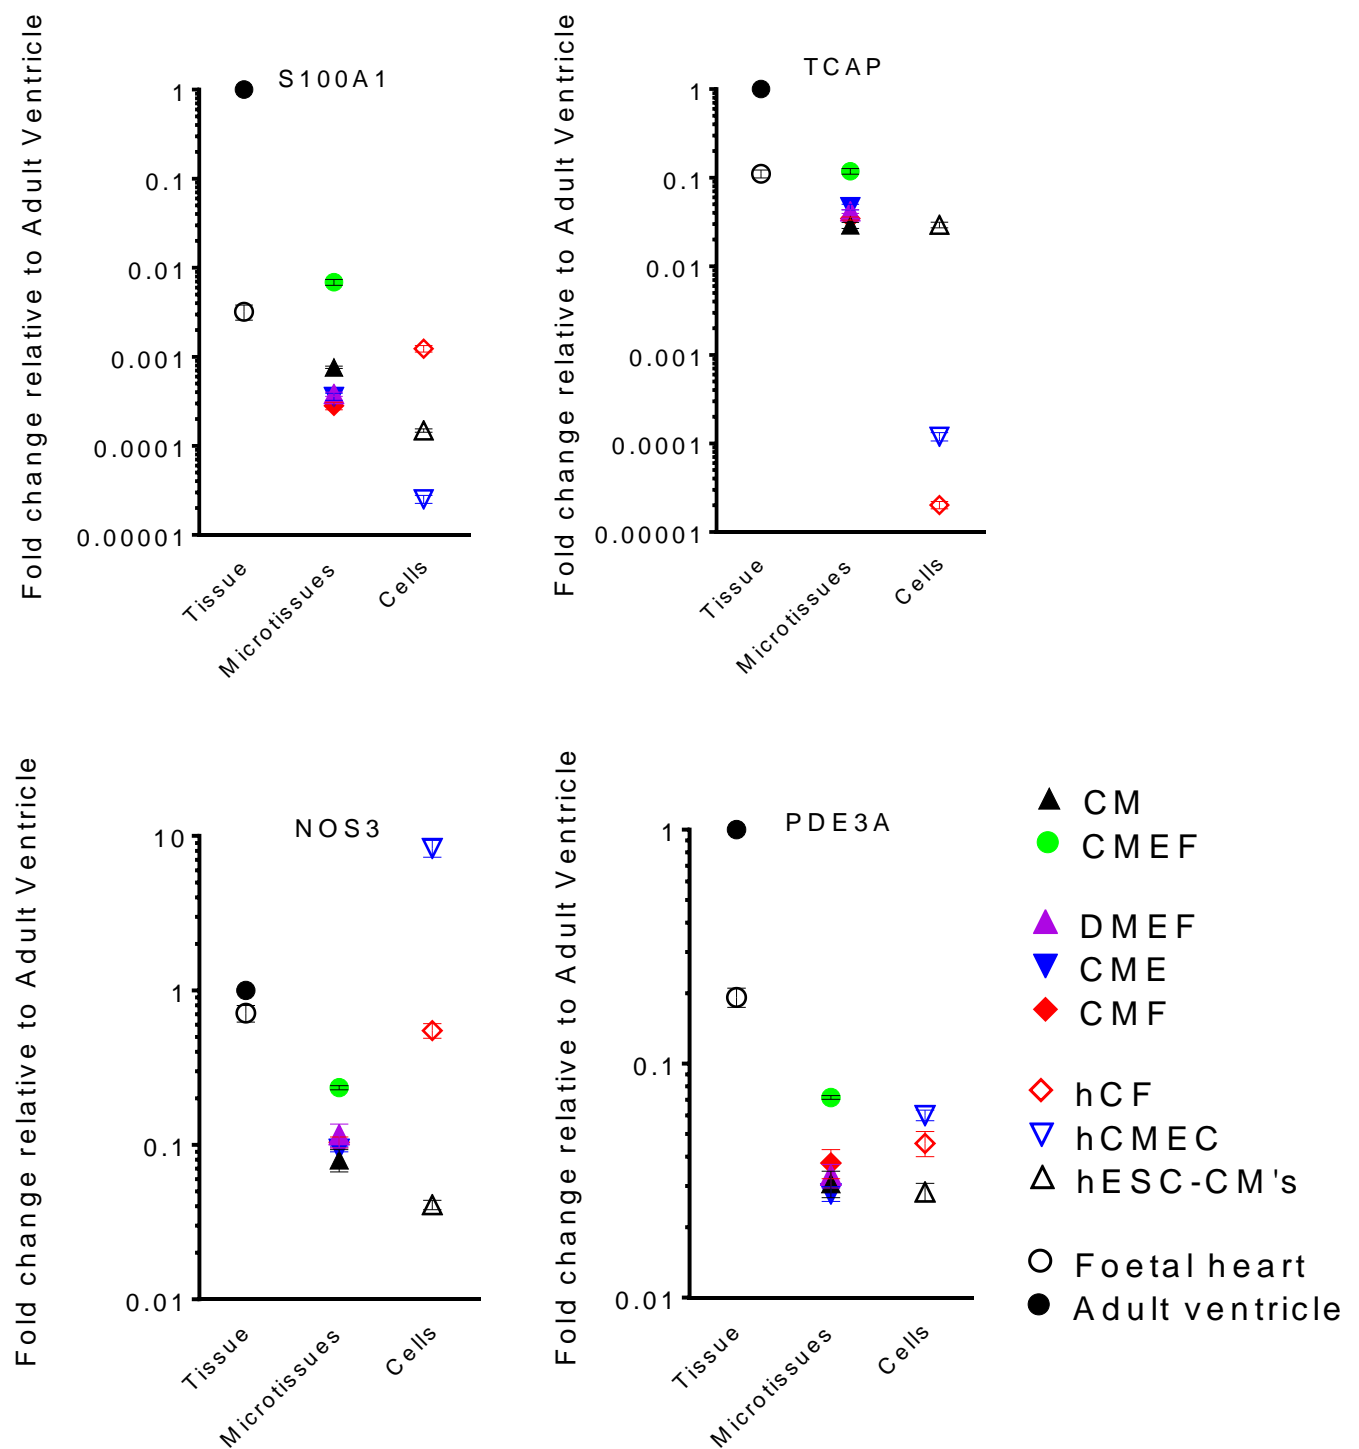 Fold change relative to Adult Ventricle
S100A1
1
0.1
0.01
0.001
0.0001
0.00001
Tissue
Microtissues
Cells
Fold change relative to Adult Ventricle
TCAP
1
0.1
0.01
0.001
0.0001
0.00001
Tissue
Microtissues
Cells
Fold change relative to Adult Ventricle
NOS3
10
1
0.1
0.01
Tissue
Microtissues
Cells
Fold change relative to Adult Ventricle
PDE3A
1
0.1
0.01
Tissue
Microtissues
Cells
CM
CMEF
DMEF
CME
CMF
hCF
hCMEC
hESC-CM's
Foetal heart
Adult ventricle